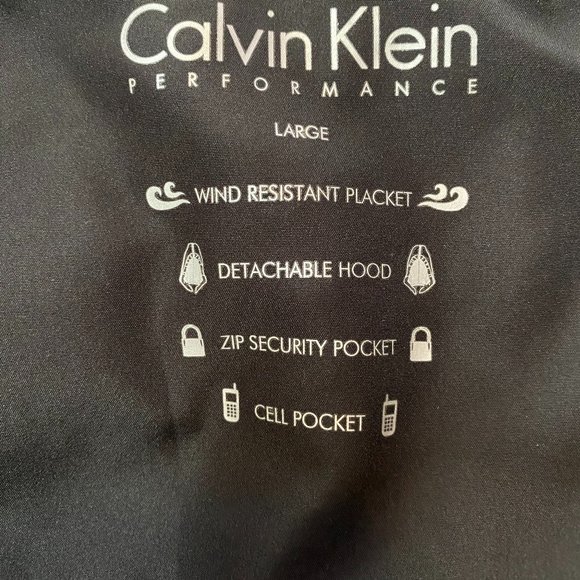 Calvin Klein
PERFORMANCE
LARGE
WIND RESISTANT PLACKET
DETACHABLE HOOD
ZIP SECURITY POCKET
CELL POCKET